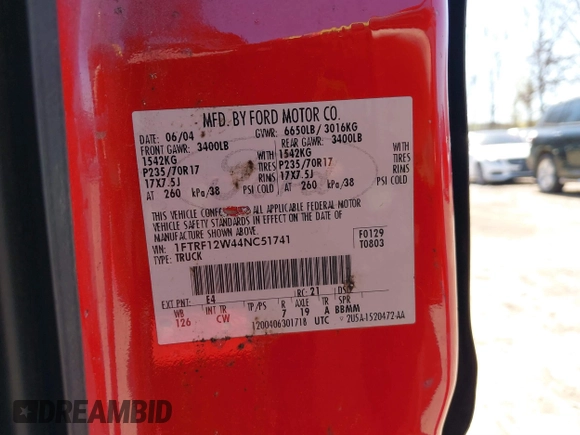 MFD. BY FORD MOTOR CO.
DATE 06/04 GVWR: 6650LB/ 3016KG
FRONT GAWR: 3400LB REAR GAWR: 3400LB
1542KG WITH 1542KG WITH
P235/70R17 TIRES P235/70R17 TIRES
17X7.5J RIMS 17X7.5J RIMS
AT 260 kPa/38 PSI COLD AT 260 kPa/38 PSI COLD
THIS VEHICLE ALL APPLICABLE FEDERAL MOTOR
VEHICLE SAFETY STANDARDS IN EFFECT ON THE DATE OF
MANUFACTURE SHOWN ABOVE.
VIN: 1FTRF12W44NC51741 F0129
TYPE: TRUCK T0803
EXT PNT: E4 RC: 21 DSO:
WB INT TR TP/PS R AXLE TR SPR
126 CW 7 19 A BBMM
1200406301718 UTC 2U5A-1520472-AA
DREAMBID